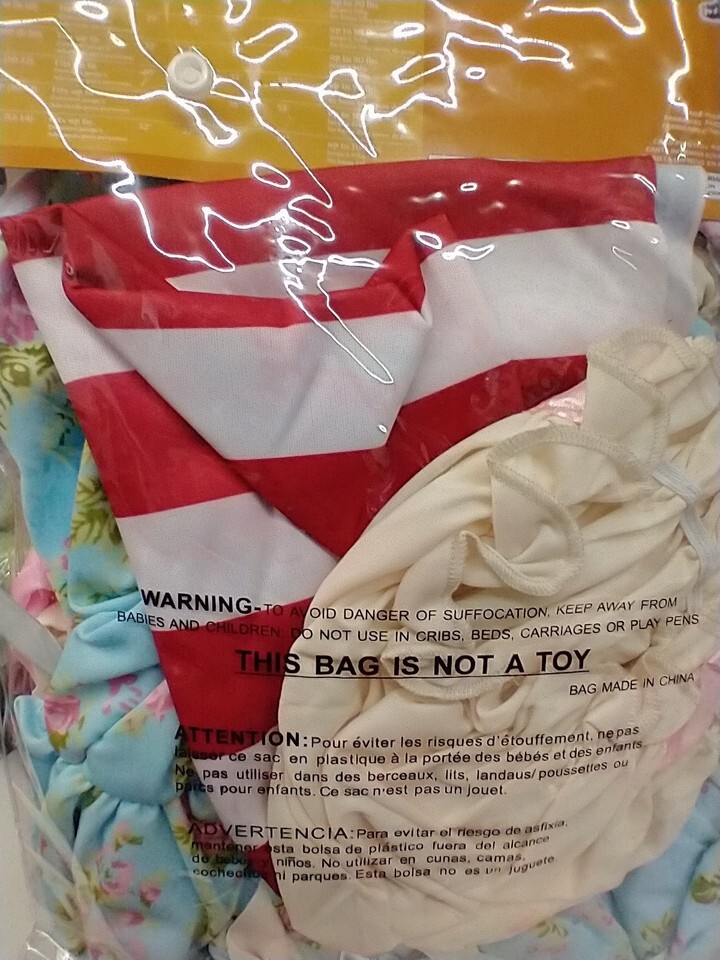 WARNING-TO AVOID DANGER OF SUFFOCATION, KEEP AWAY FROM
BABIES AND CHILDREN. DO NOT USE IN CRIBS, BEDS, CARRIAGES OR PLAY PENS
THIS BAG IS NOT A TOY
BAG MADE IN CHINA
ATTENTION:Pour éviter les risques d'étouffement, ne pas
laisser ce sac en plastique à la portée des bébés et des enfants.
Ne pas utiliser dans des berceaux, lits, landaus/poussettes ou
parcs pour enfants. Ce sac n'est pas un jouet.
ADVERTENCIA:Para evitar el riesgo de asfixia,
mantener esta bolsa de plástico fuera del alcance
de bebés y niños. No utilizar en cunas, camas,
cochecitos ni parques. Esta bolsa no es un juguete.